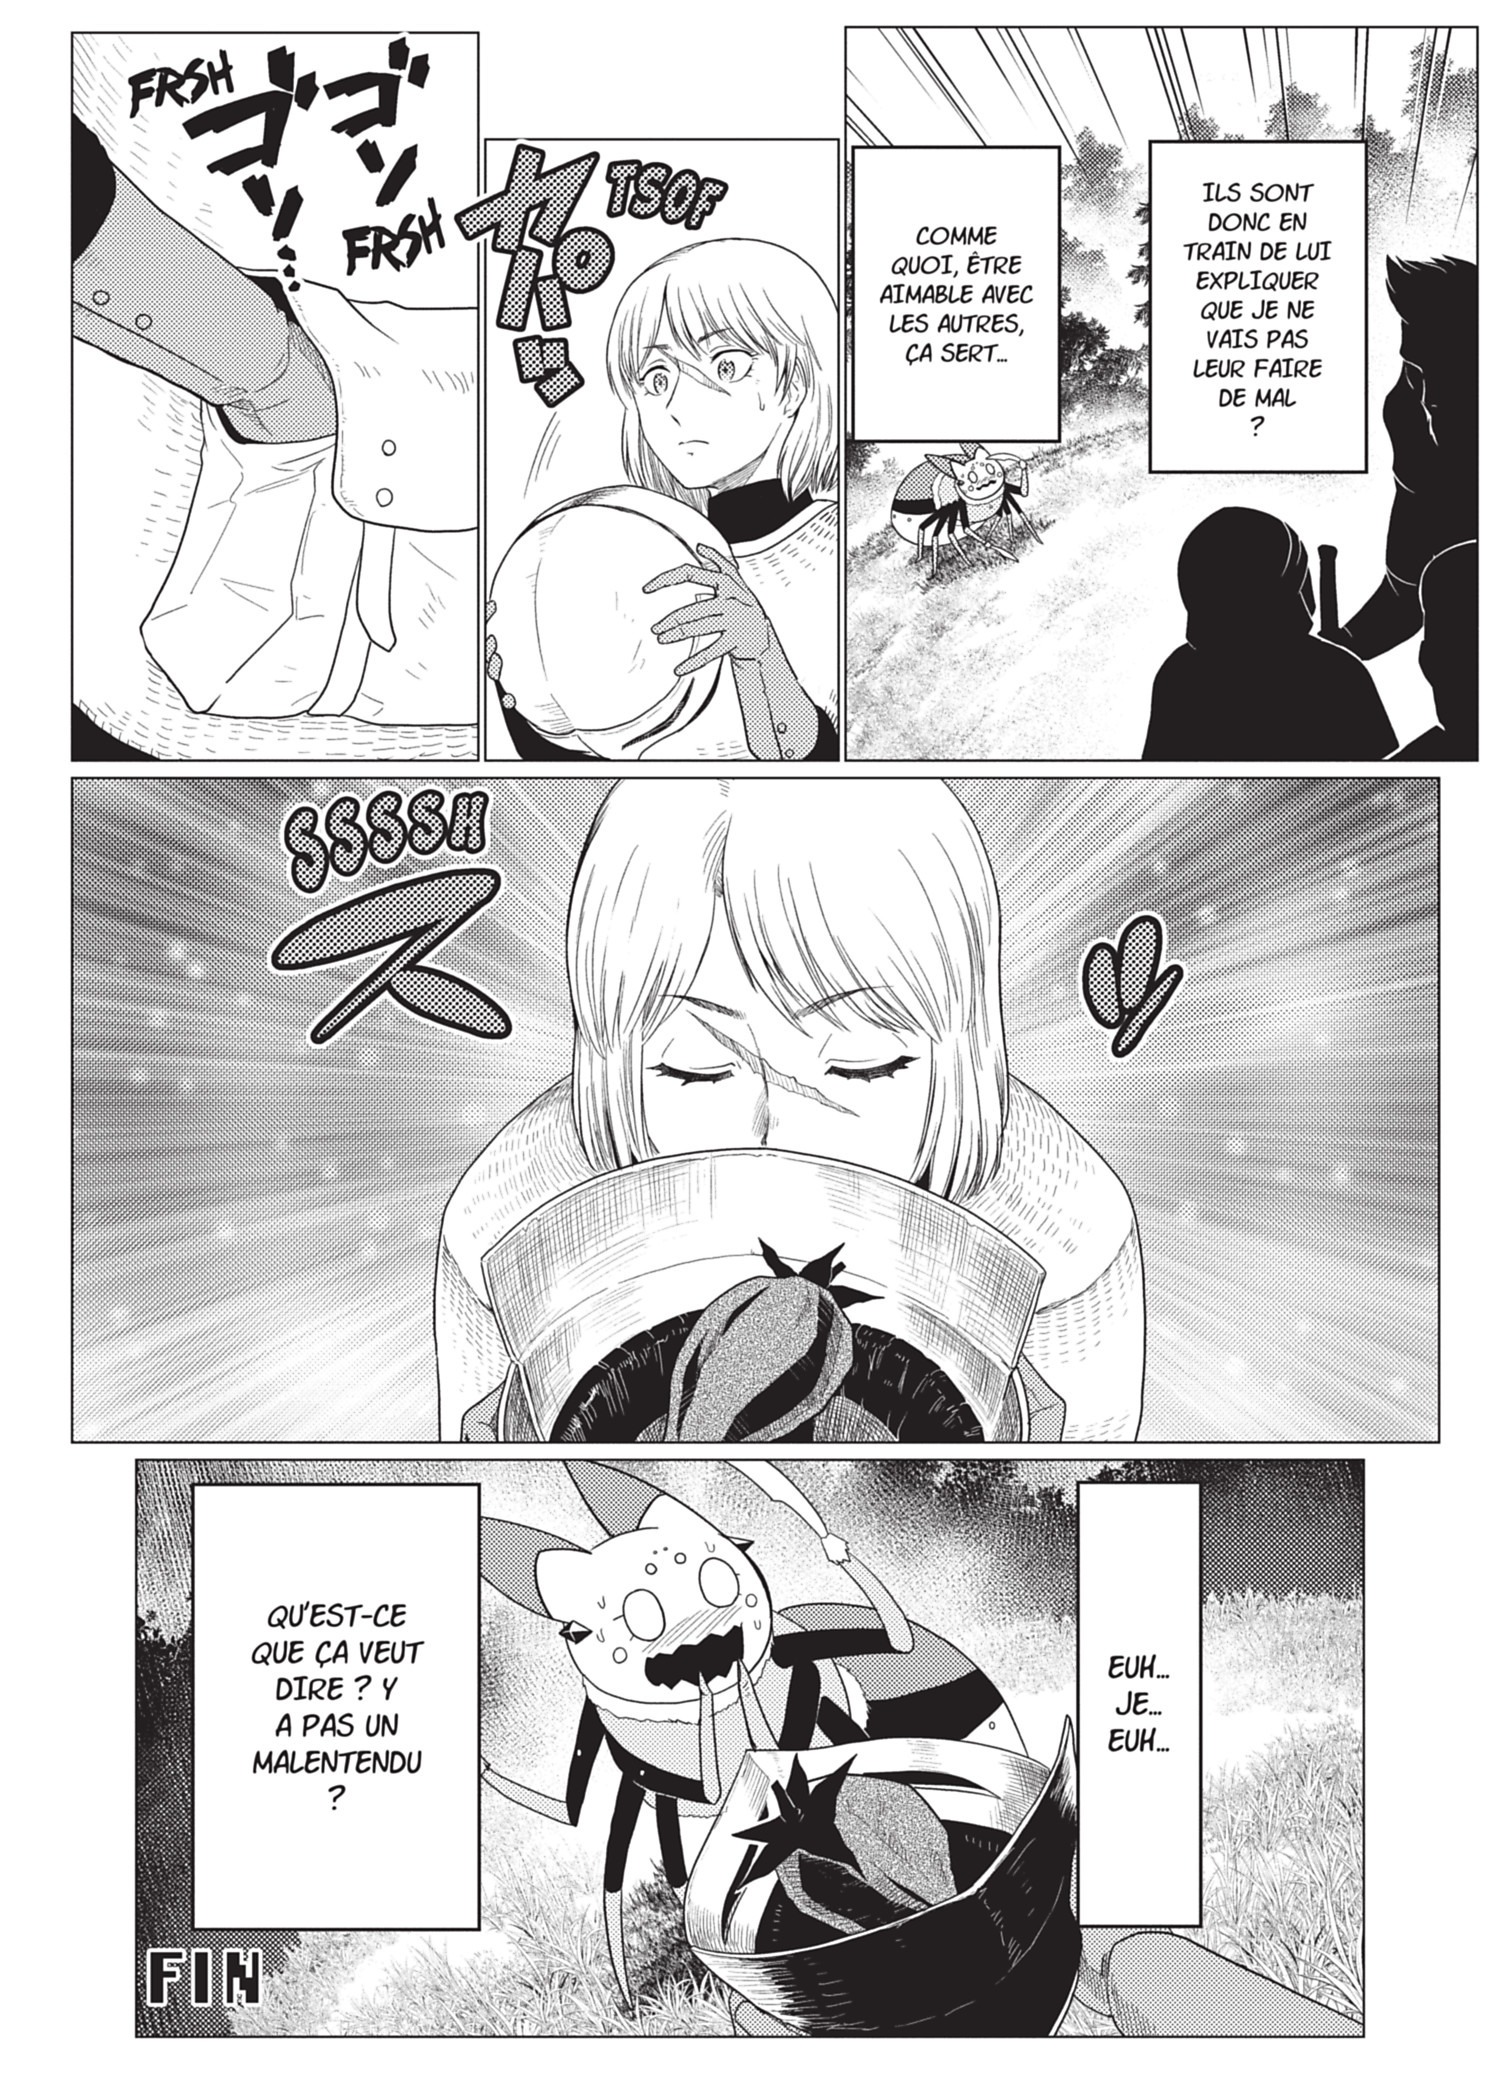 ILS SONT
DONC EN
TRAIN DE LUI
EXPLIQUER
QUE JE NE
VAIS PAS
LEUR FAIRE
DE MAL
?
COMME
QUOI, ÊTRE
AIMABLE AVEC
LES AUTRES,
ÇA SERT...
TSOF
カポッ
FRSH
ゴソ
ゴソ
FRSH
SSSSH
スッ
EUH...
JE...
EUH...
QU'EST-CE
QUE ÇA VEUT
DIRE ? Y
A PAS UN
MALENTENDU
?
FIN